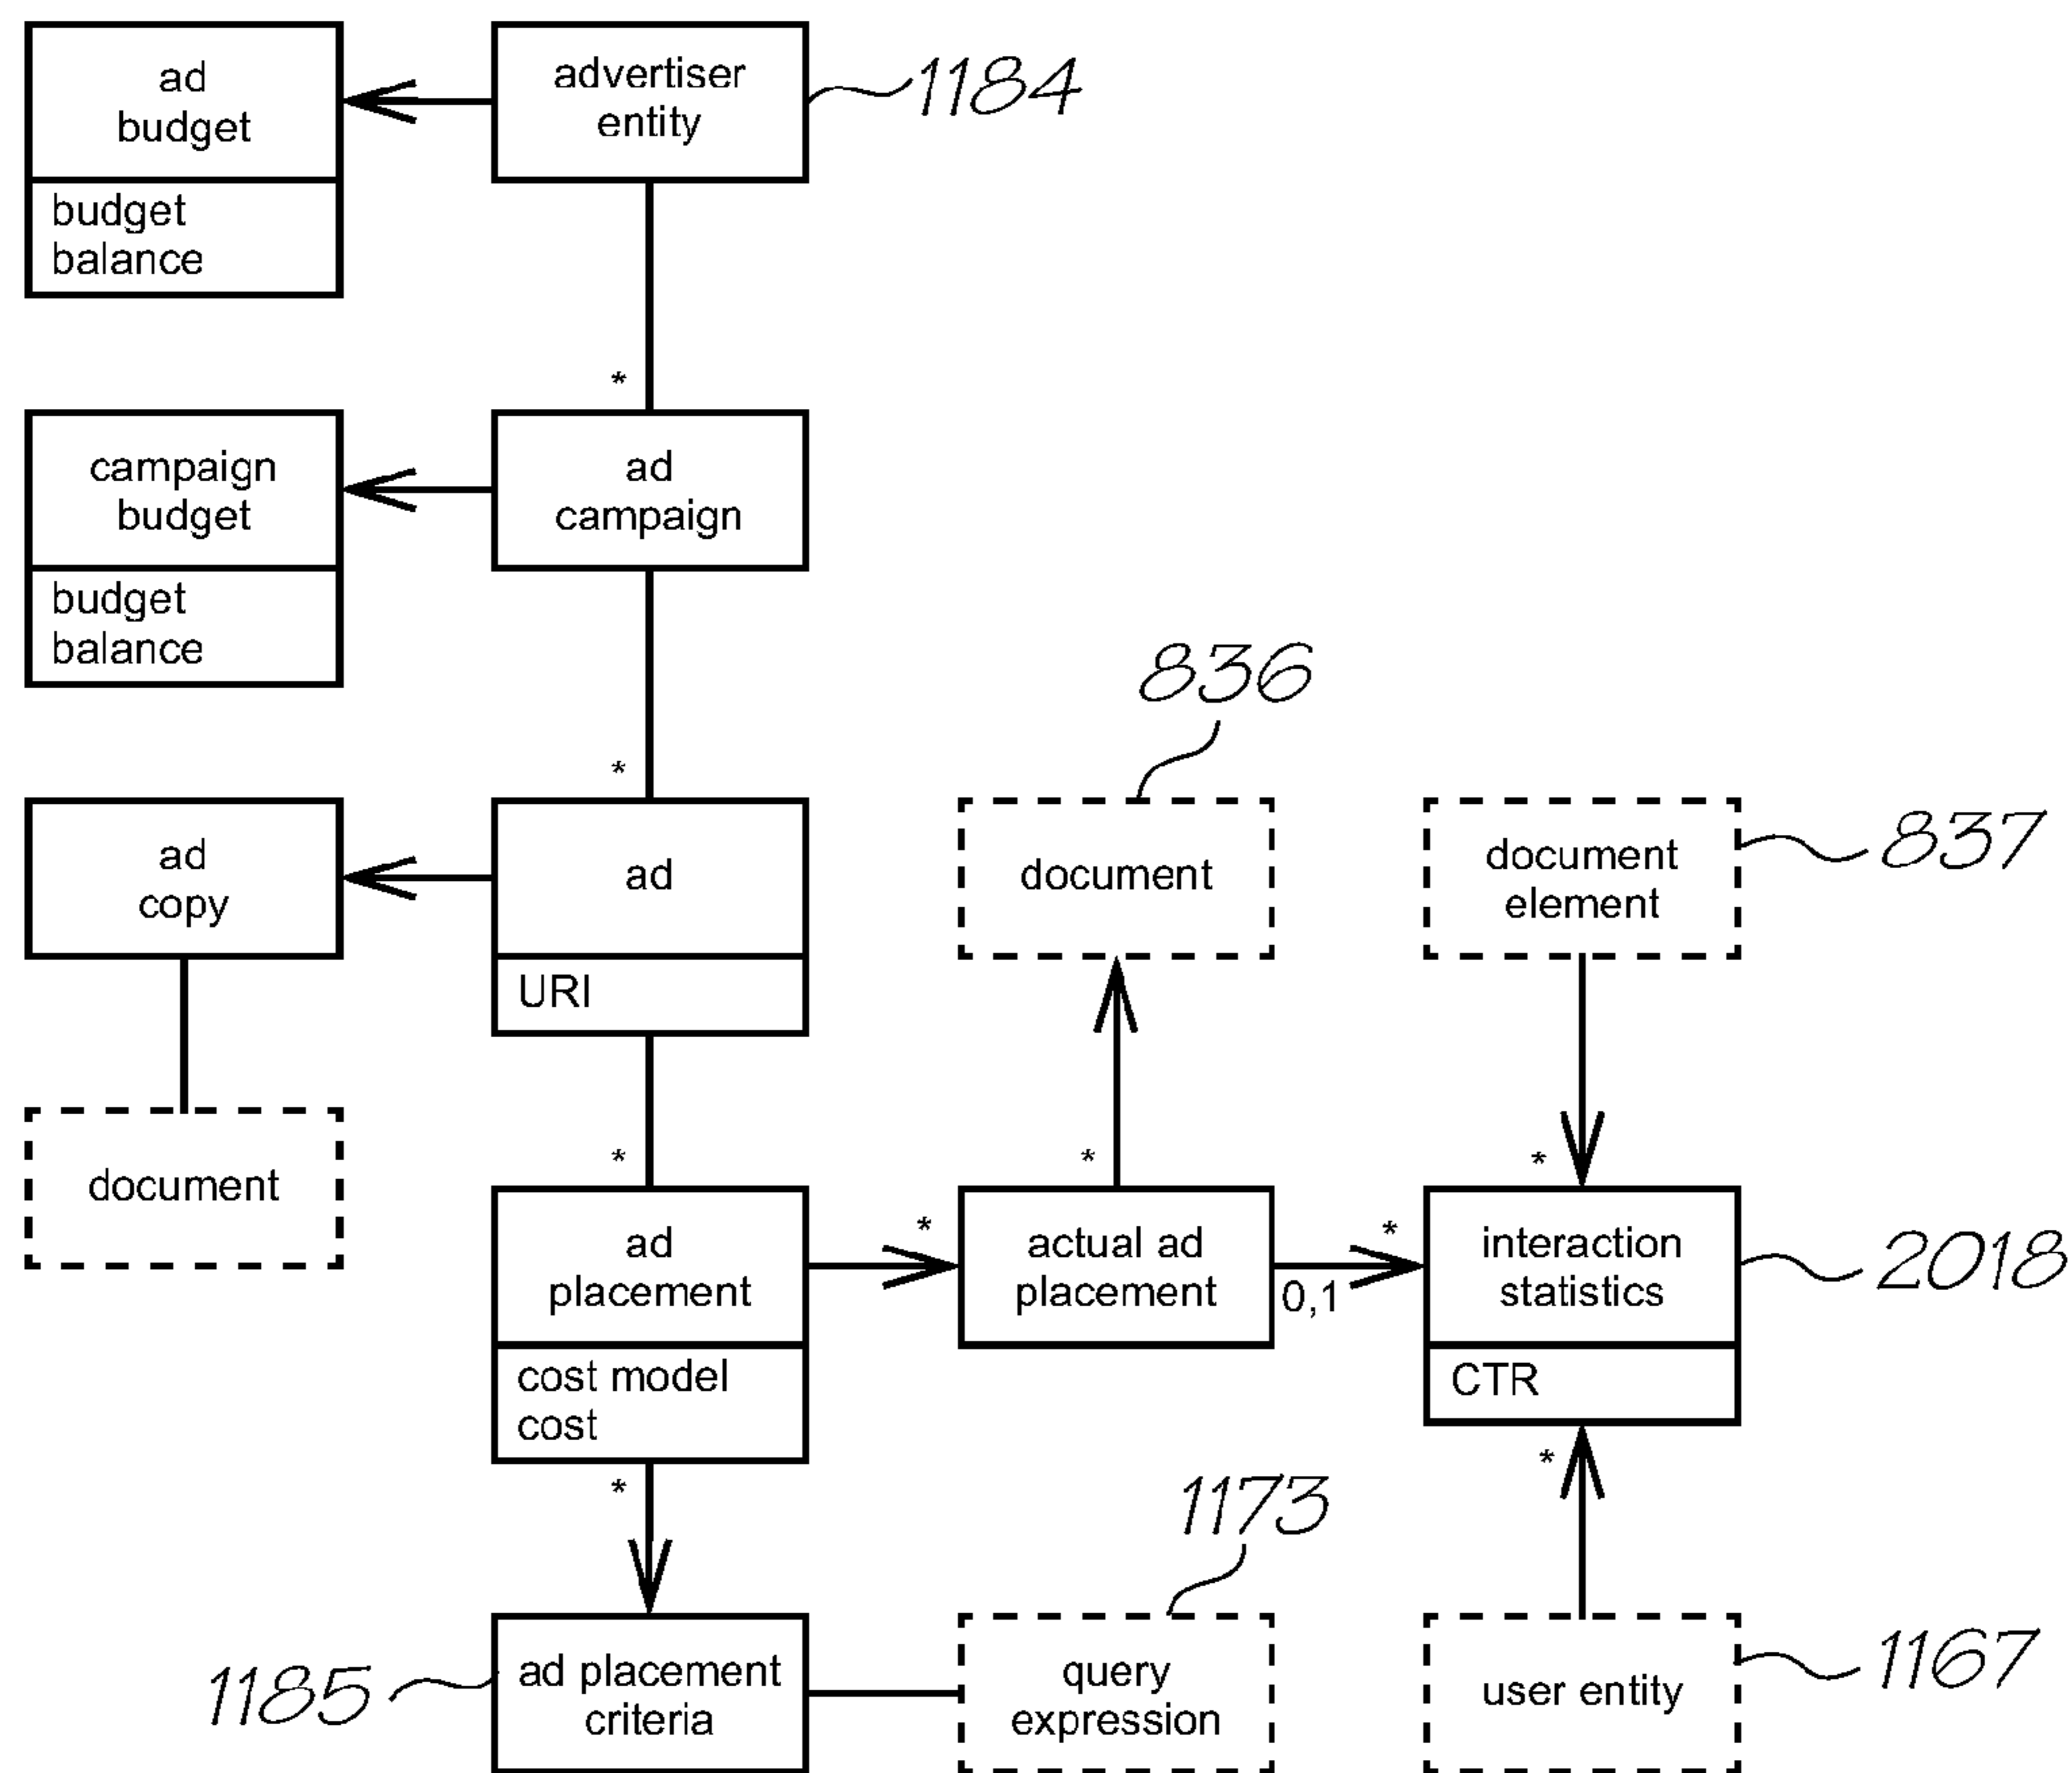 ad
budget
budget
balance
advertiser
entity
1184
*
campaign
budget
budget
balance
ad
campaign
*
836
ad
copy
ad
URI
document
document
element
837
document
*
ad
placement
cost model
cost
*
*
actual ad
placement
0,1
*
*
interaction
statistics
CTR
2018
*
*
1173
1185
ad placement
criteria
query
expression
user entity
1167